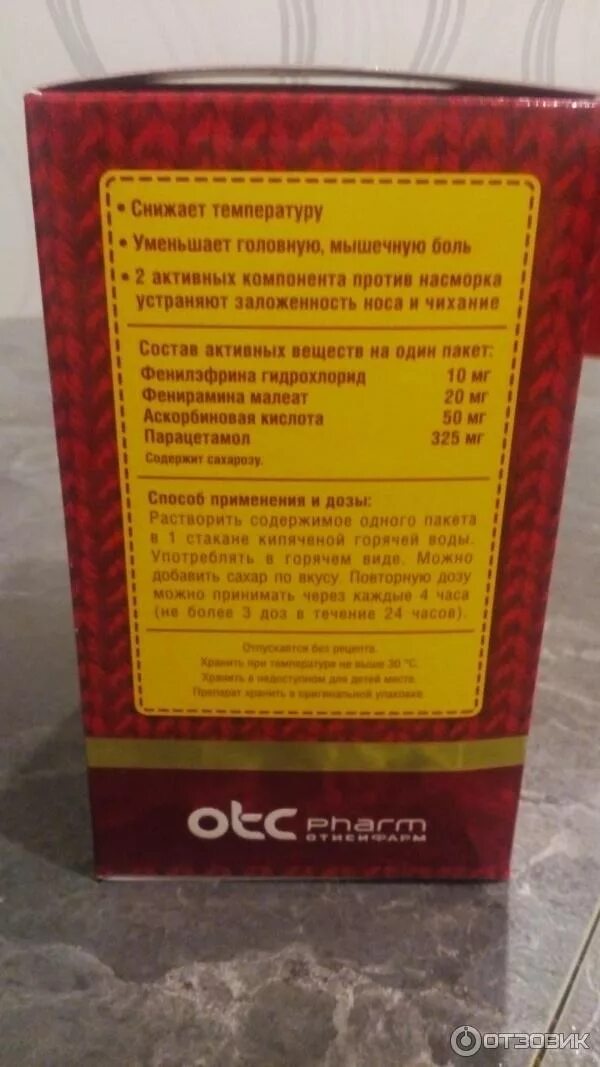 • Снижает температуру
• Уменьшает головную, мышечную боль
• 2 активных компонента против насморка
устраняют заложенность носа и чихание
Состав активных веществ на один пакет:
Фенилэфрина гидрохлорид 10 мг
Фенирамина малеат 20 мг
Аскорбиновая кислота 50 мг
Парацетамол 325 мг
Содержит сахарозу.
Способ применения и дозы:
Растворить содержимое одного пакета
в 1 стакане кипяченой горячей воды.
Употреблять в горячем виде. Можно
добавить сахар по вкусу. Повторную дозу
можно принимать через каждые 4 часа
(не более 3 доз в течение 24 часов).
Отпускается без рецепта.
Хранить при температуре не выше 30 °С.
Хранить в недоступном для детей месте.
Препарат хранить в оригинальной упаковке.
otc pharm
ОТИСИФАРМ
ОТЗОВИК